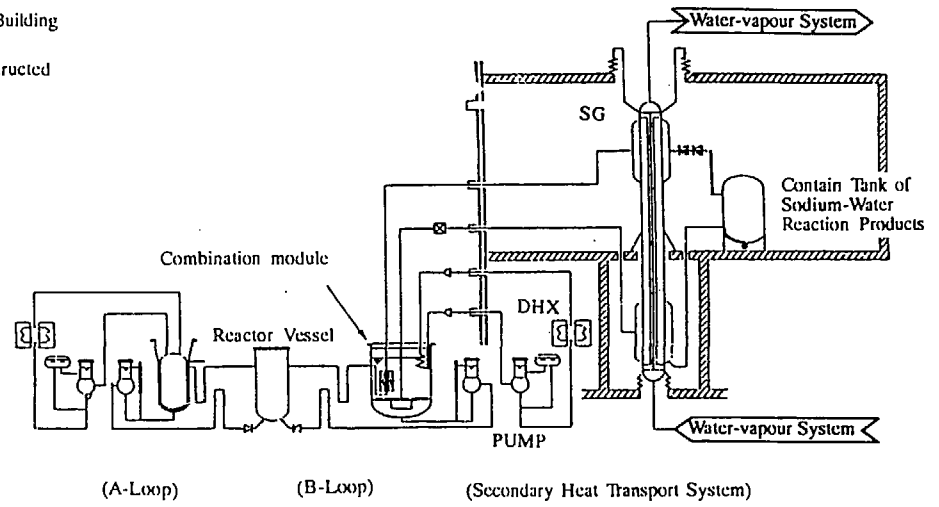 Building
ructed
Water-vapour System
SG
Contain Tank of
Sodium-Water
Reaction Products
Combination module
DHX
Reactor Vessel
PUMP
Water-vapour System
(A-Loop)
(B-Loop)
(Secondary Heat Transport System)